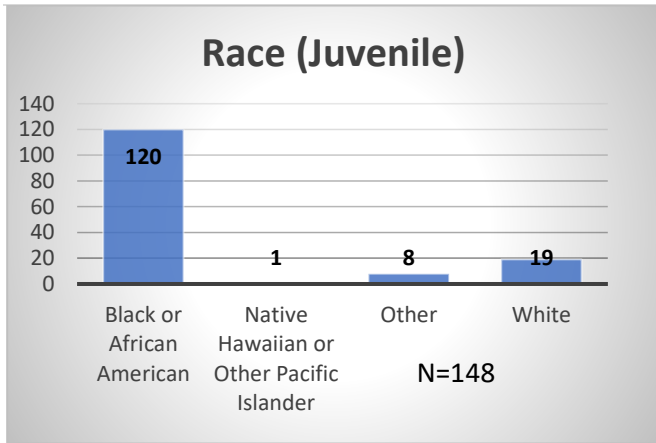 Race (Juvenile)
140
120
100
80
60
40
20
0
120
1
8
19
Black or
African
American
Native
Hawaiian or
Other Pacific
Islander
Other
White
N=148